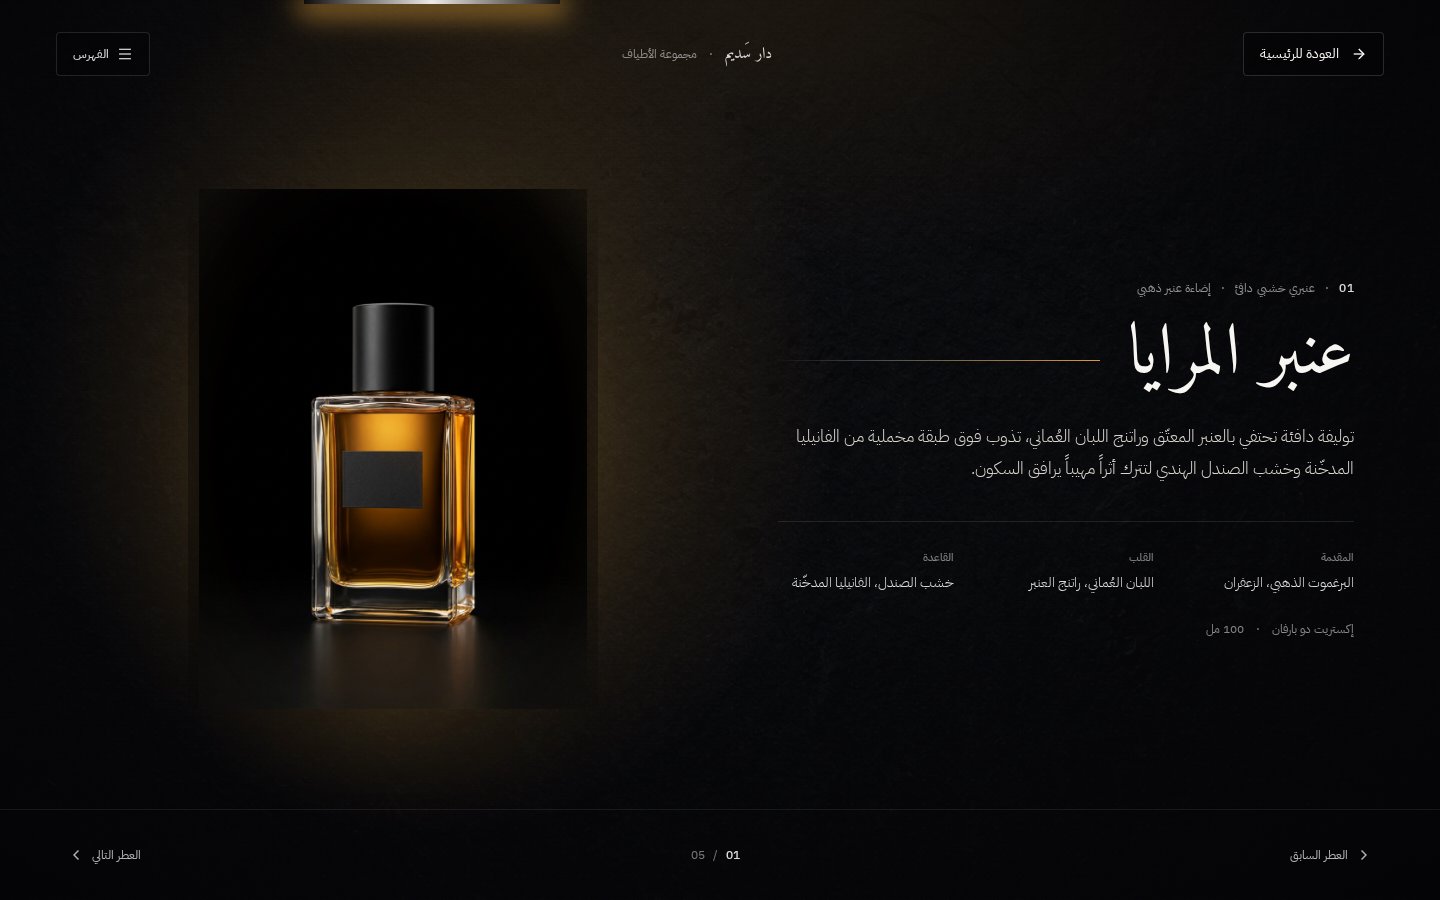 العودة للرئيسية
دار سَديم · مجموعة الأطياف
الفهرس
01 · عنبري خشبي دافئ · إضاءة عنبر ذهبي
عنبر المرايا
توليفة دافئة تحتفي بالعنبر المعتّق وراتنج اللبان العُماني، تذوب فوق طبقة مخملية من الفانيليا
المدخّنة وخشب الصندل الهندي لتترك أثراً مهيباً يرافق السكون.
المقدمة
البرغموت الذهبي، الزعفران
القلب
اللبان العُماني، راتنج العنبر
القاعدة
خشب الصندل، الفانيليا المدخّنة
إكستريت دو بارفان · 100 مل
العطر السابق
01 / 05
العطر التالي